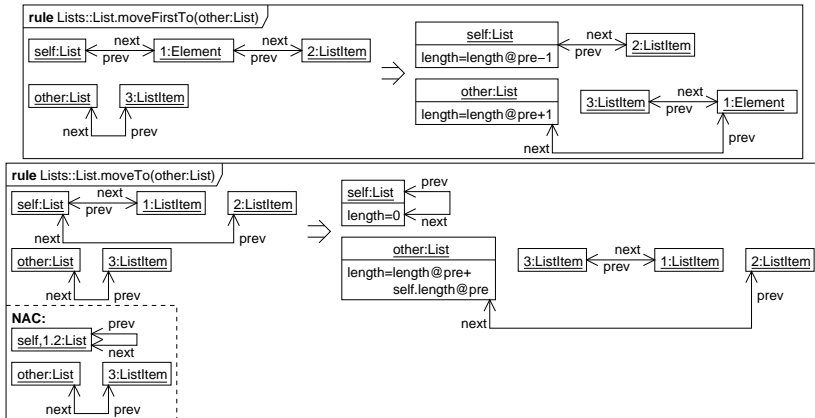 rule Lists::List.moveFirstTo(other:List)
self:List
next
prev
1:Element
next
prev
2:ListItem
other:List
3:ListItem
next
prev
self:List
length=length@pre−1
next
prev
2:ListItem
other:List
length=length@pre+1
3:ListItem
next
prev
1:Element
next
prev
rule Lists::List.moveTo(other:List)
self:List
next
prev
1:ListItem
2:ListItem
next
prev
other:List
3:ListItem
next
prev
self:List
length=0
prev
next
other:List
length=length@pre+
self.length@pre
3:ListItem
next
prev
1:ListItem
2:ListItem
next
prev
NAC:
self,1.2:List
prev
next
other:List
3:ListItem
next
prev